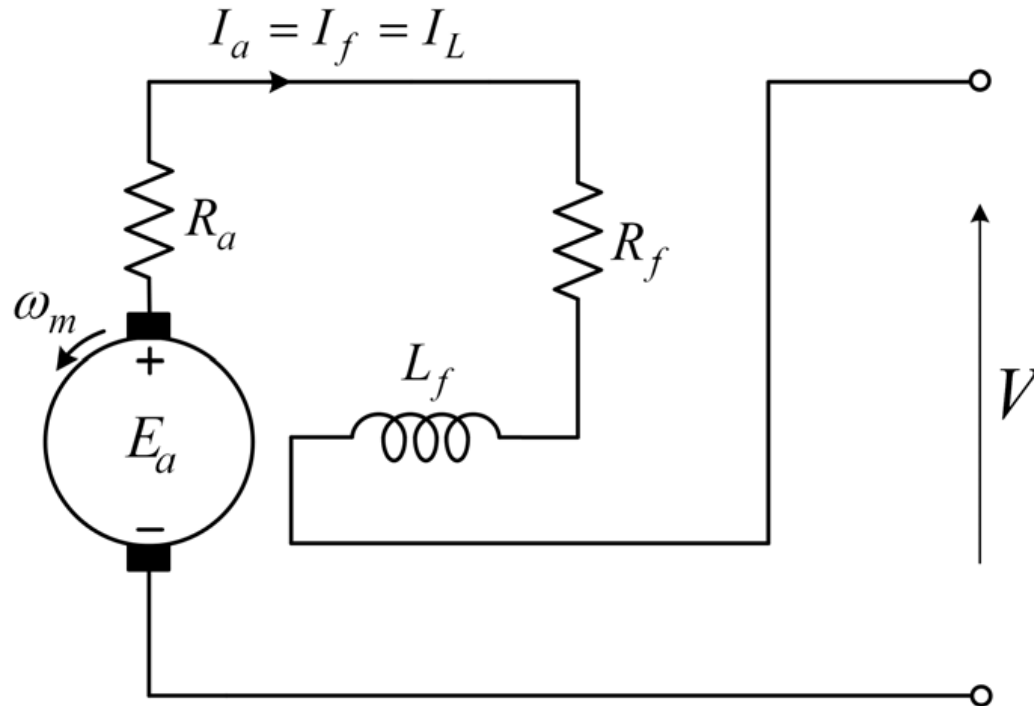 I_a = I_f = I_L
R_a
R_f
ω_m
+
L_f
E_a
V
−